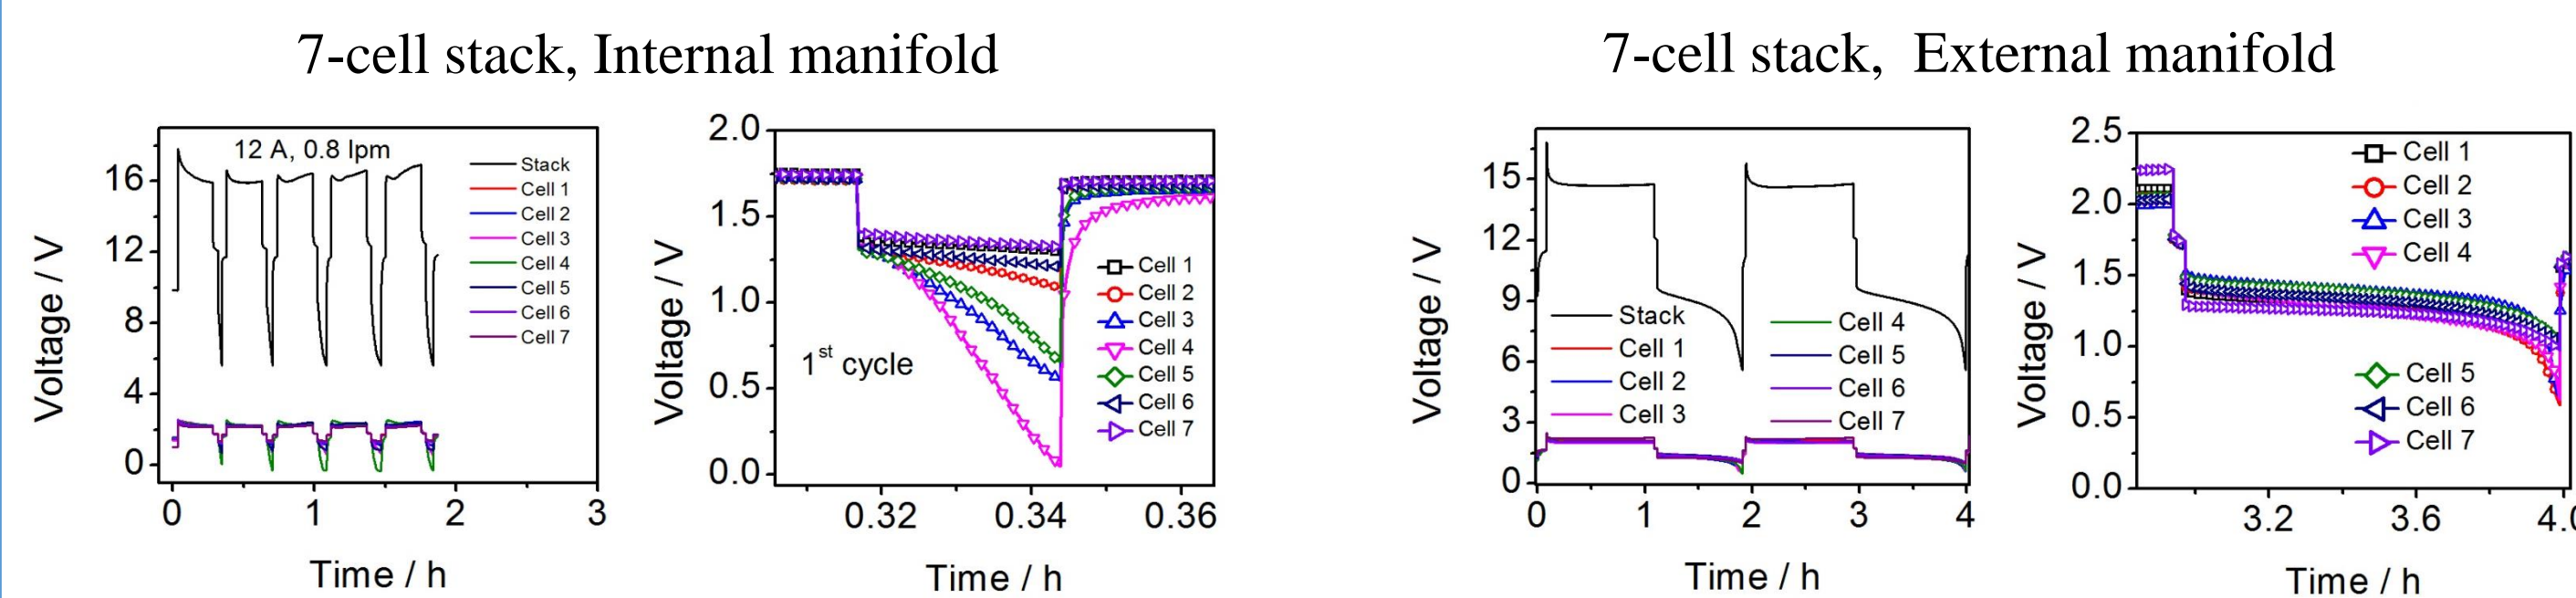 7-cell stack, Internal manifold
7-cell stack, External manifold
12 A, 0.8 lpm
Voltage / V
16
12
8
4
0
0
1
2
3
Time / h
Stack
Cell 1
Cell 2
Cell 3
Cell 4
Cell 5
Cell 6
Cell 7
Voltage / V
2.0
1.5
1.0
0.5
0.0
1st cycle
Cell 1
Cell 2
Cell 3
Cell 4
Cell 5
Cell 6
Cell 7
0.32
0.34
0.36
Time / h
Voltage / V
15
12
9
6
3
0
Stack
Cell 1
Cell 2
Cell 3
Cell 4
Cell 5
Cell 6
Cell 7
0
1
2
3
4
Time / h
Voltage / V
2.5
2.0
1.5
1.0
0.5
0.0
Cell 1
Cell 2
Cell 3
Cell 4
Cell 5
Cell 6
Cell 7
3.2
3.6
4.0
Time / h